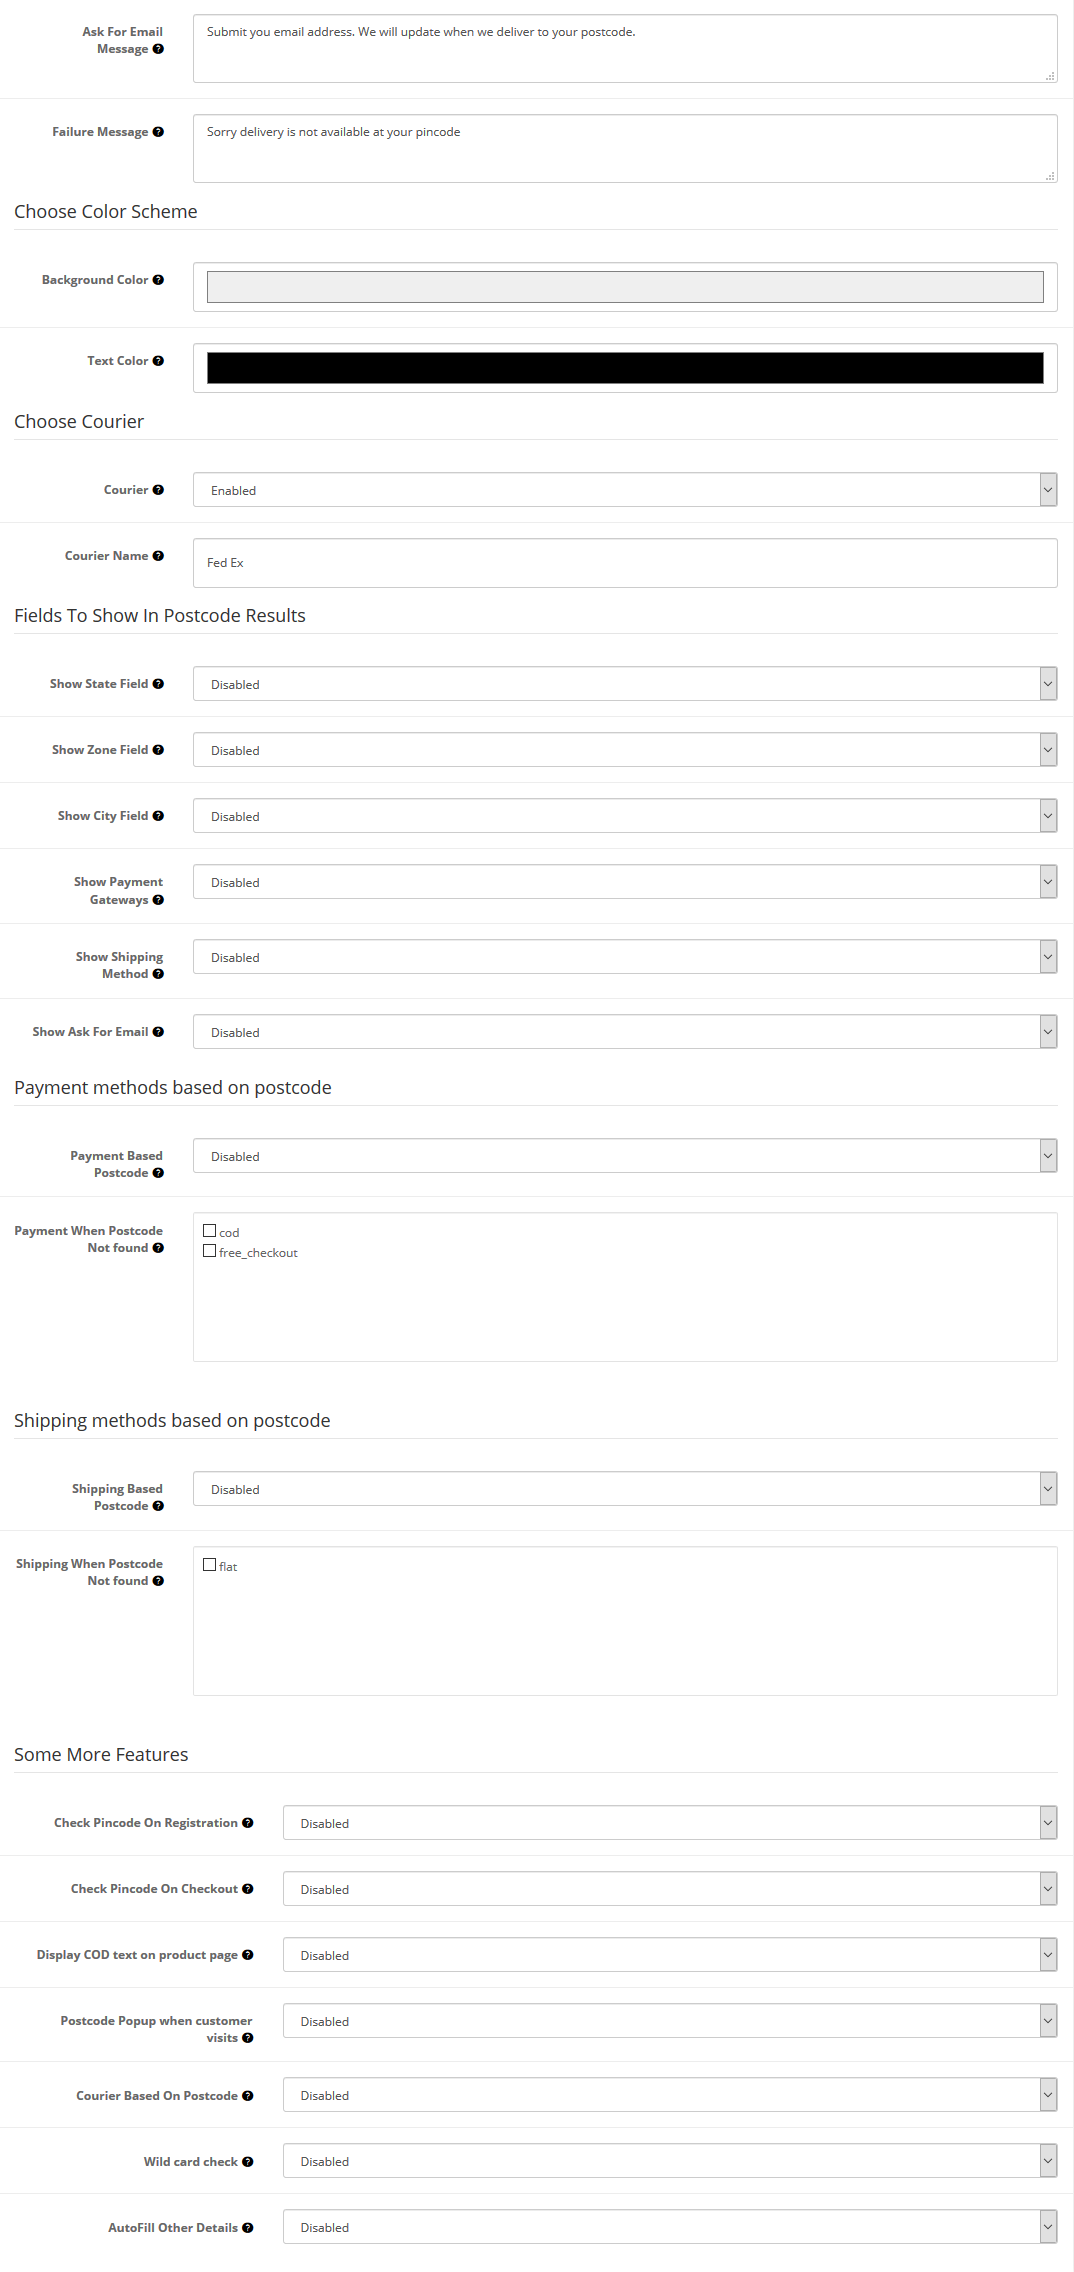 Ask For Email
Message
Submit you email address. We will update when we deliver to your postcode.
Failure Message
Sorry delivery is not available at your pincode
Choose Color Scheme
Background Color
Text Color
Choose Courier
Courier
Enabled
Courier Name
Fed Ex
Fields To Show In Postcode Results
Show State Field
Disabled
Show Zone Field
Disabled
Show City Field
Disabled
Show Payment
Gateways
Disabled
Show Shipping
Method
Disabled
Show Ask For Email
Disabled
Payment methods based on postcode
Payment Based
Postcode
Disabled
Payment When Postcode
Not found
cod
free_checkout
Shipping methods based on postcode
Shipping Based
Postcode
Disabled
Shipping When Postcode
Not found
flat
Some More Features
Check Pincode On Registration
Disabled
Check Pincode On Checkout
Disabled
Display COD text on product page
Disabled
Postcode Popup when customer
visits
Disabled
Courier Based On Postcode
Disabled
Wild card check
Disabled
AutoFill Other Details
Disabled